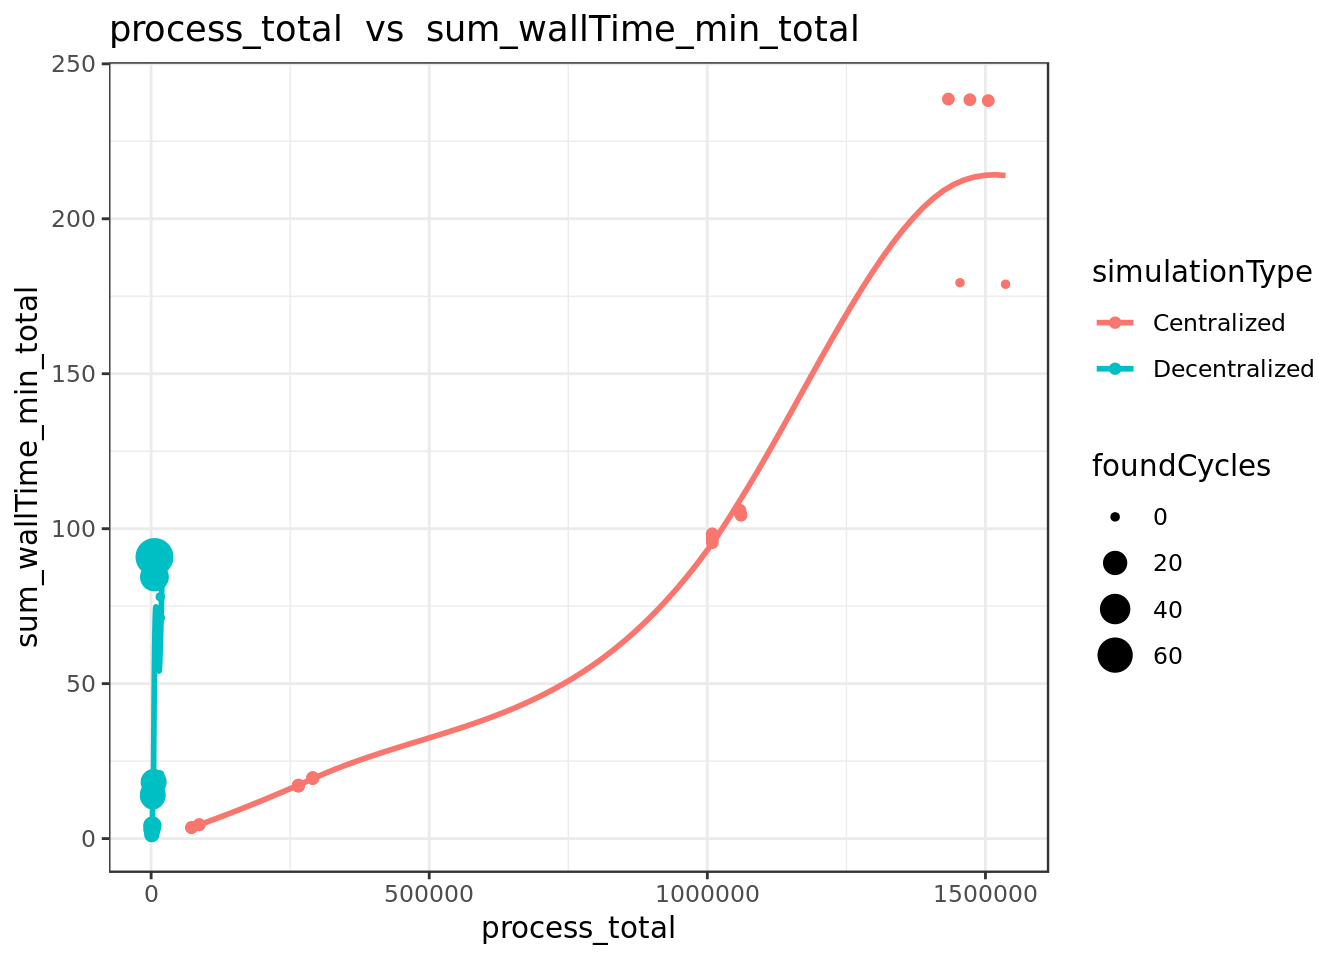 process_total vs sum_wallTime_min_total
250
200
150
100
50
0
sum_wallTime_min_total
0
500000
1000000
1500000
process_total
simulationType
Centralized
Decentralized
foundCycles
0
20
40
60